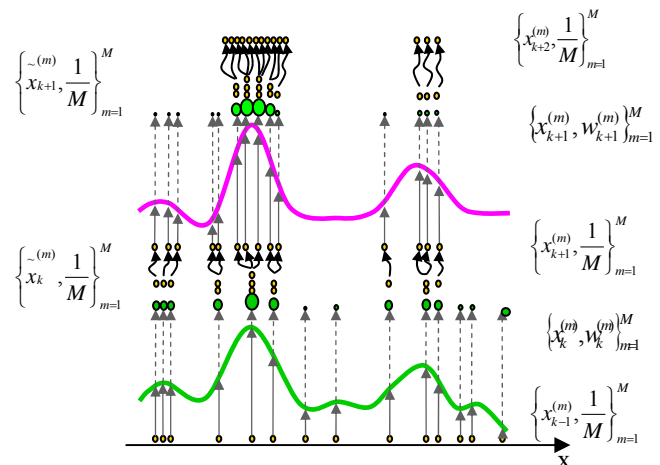 {x̃_{k+1}^{(m)}, 1/M}_{m=1}^{M}
{x_{k+2}^{(m)}, 1/M}_{m=1}^{M}
{x_{k+1}^{(m)}, w_{k+1}^{(m)}}_{m=1}^{M}
{x̃_k^{(m)}, 1/M}_{m=1}^{M}
{x_{k+1}^{(m)}, 1/M}_{m=1}^{M}
{x_k^{(m)}, w_k^{(m)}}_{m=1}^{M}
{x_{k-1}^{(m)}, 1/M}_{m=1}^{M}
x